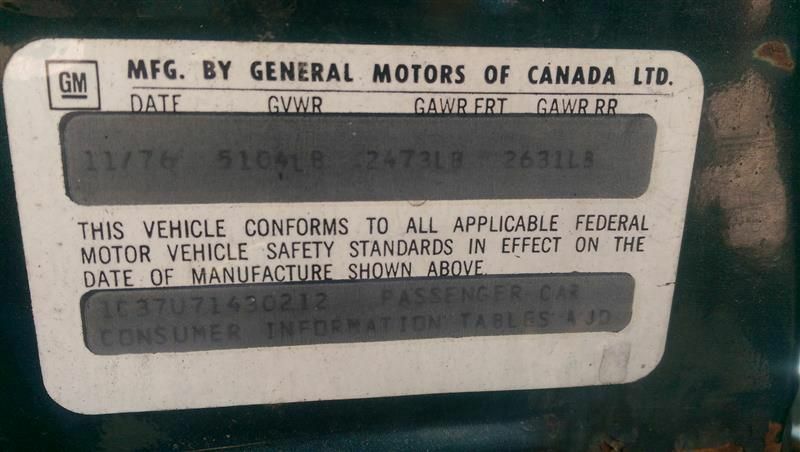 GM
MFG. BY GENERAL MOTORS OF CANADA LTD.
DATE GVWR GAWR FRT GAWR RR
11/76 5104LB 2473LB 2631LB
THIS VEHICLE CONFORMS TO ALL APPLICABLE FEDERAL
MOTOR VEHICLE SAFETY STANDARDS IN EFFECT ON THE
DATE OF MANUFACTURE SHOWN ABOVE.
1C37U71430212 PASSENGER CAR
CONSUMER INFORMATION TABLES AJD